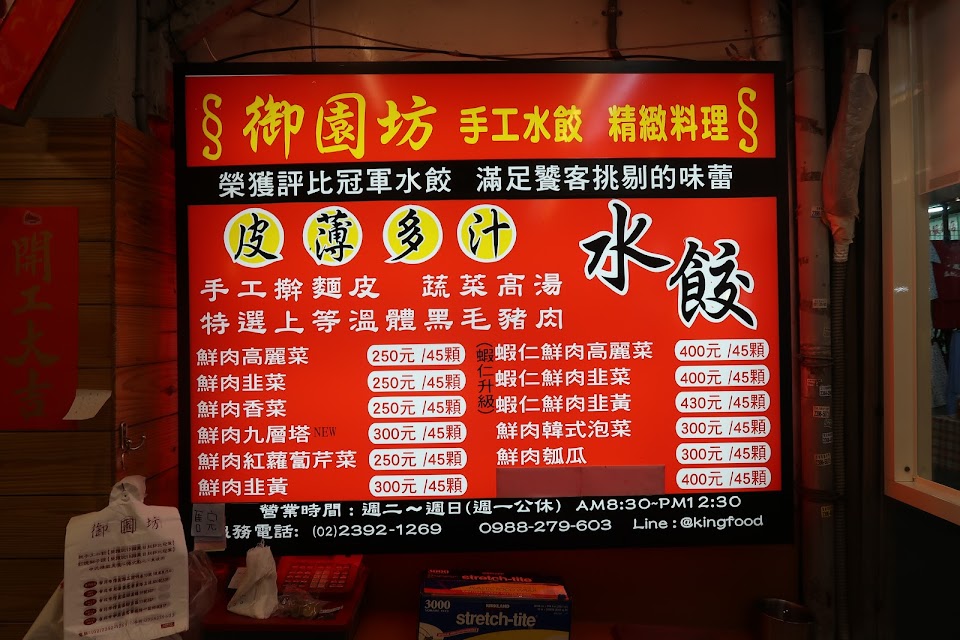 御園坊 手工水餃 精緻料理
榮獲評比冠軍水餃 滿足饕客挑剔的味蕾
皮薄多汁
水餃
手工擀麵皮 蔬菜高湯
特選上等溫體黑毛豬肉
鮮肉高麗菜 250元 /45顆
鮮肉韭菜 250元 /45顆
鮮肉香菜 250元 /45顆
鮮肉九層塔 NEW 300元 /45顆
鮮肉紅蘿蔔芹菜 250元 /45顆
鮮肉韭黃 300元 /45顆
(蝦仁升級)
蝦仁鮮肉高麗菜 400元 /45顆
蝦仁鮮肉韭菜 400元 /45顆
蝦仁鮮肉韭黃 430元 /45顆
鮮肉韓式泡菜 300元 /45顆
鮮肉瓠瓜 300元 /45顆
400元 /45顆
營業時間：週二～週日(週一公休) AM8:30~PM12:30
服務電話: (02)2392-1269 0988-279-603 Line:@kingfood
開工大吉
御園坊
stretch-tite
3000
stretch-tite